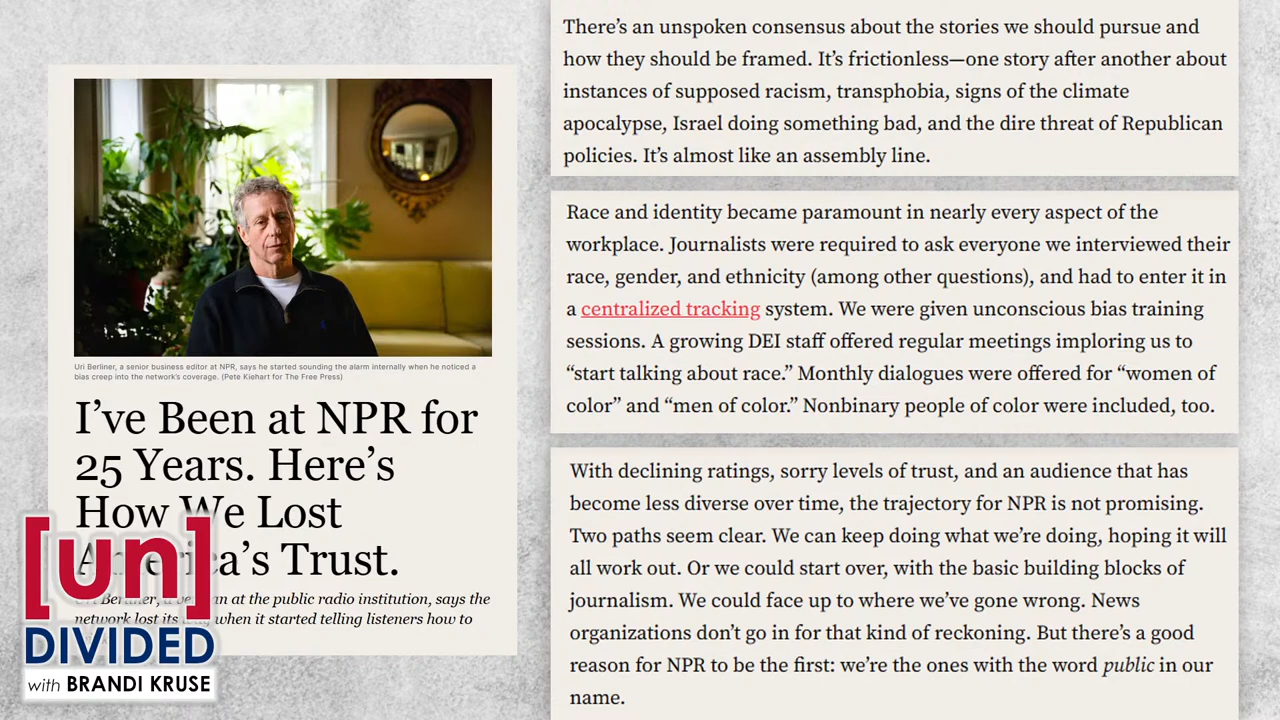 Uri Berliner, a senior business editor at NPR, says he started sounding the alarm internally when he noticed a
bias creep into the network's coverage. (Pete Kiehart for The Free Press)
I've Been at NPR for
25 Years. Here's
How We Lost
America's Trust.
Uri Berliner, a veteran at the public radio institution, says the
network lost its way when it started telling listeners how to
[un]
DIVIDED
with BRANDI KRUSE
There's an unspoken consensus about the stories we should pursue and
how they should be framed. It's frictionless—one story after another about
instances of supposed racism, transphobia, signs of the climate
apocalypse, Israel doing something bad, and the dire threat of Republican
policies. It's almost like an assembly line.
Race and identity became paramount in nearly every aspect of the
workplace. Journalists were required to ask everyone we interviewed their
race, gender, and ethnicity (among other questions), and had to enter it in
a centralized tracking system. We were given unconscious bias training
sessions. A growing DEI staff offered regular meetings imploring us to
“start talking about race.” Monthly dialogues were offered for “women of
color” and “men of color.” Nonbinary people of color were included, too.
With declining ratings, sorry levels of trust, and an audience that has
become less diverse over time, the trajectory for NPR is not promising.
Two paths seem clear. We can keep doing what we're doing, hoping it will
all work out. Or we could start over, with the basic building blocks of
journalism. We could face up to where we've gone wrong. News
organizations don't go in for that kind of reckoning. But there's a good
reason for NPR to be the first: we're the ones with the word public in our
name.